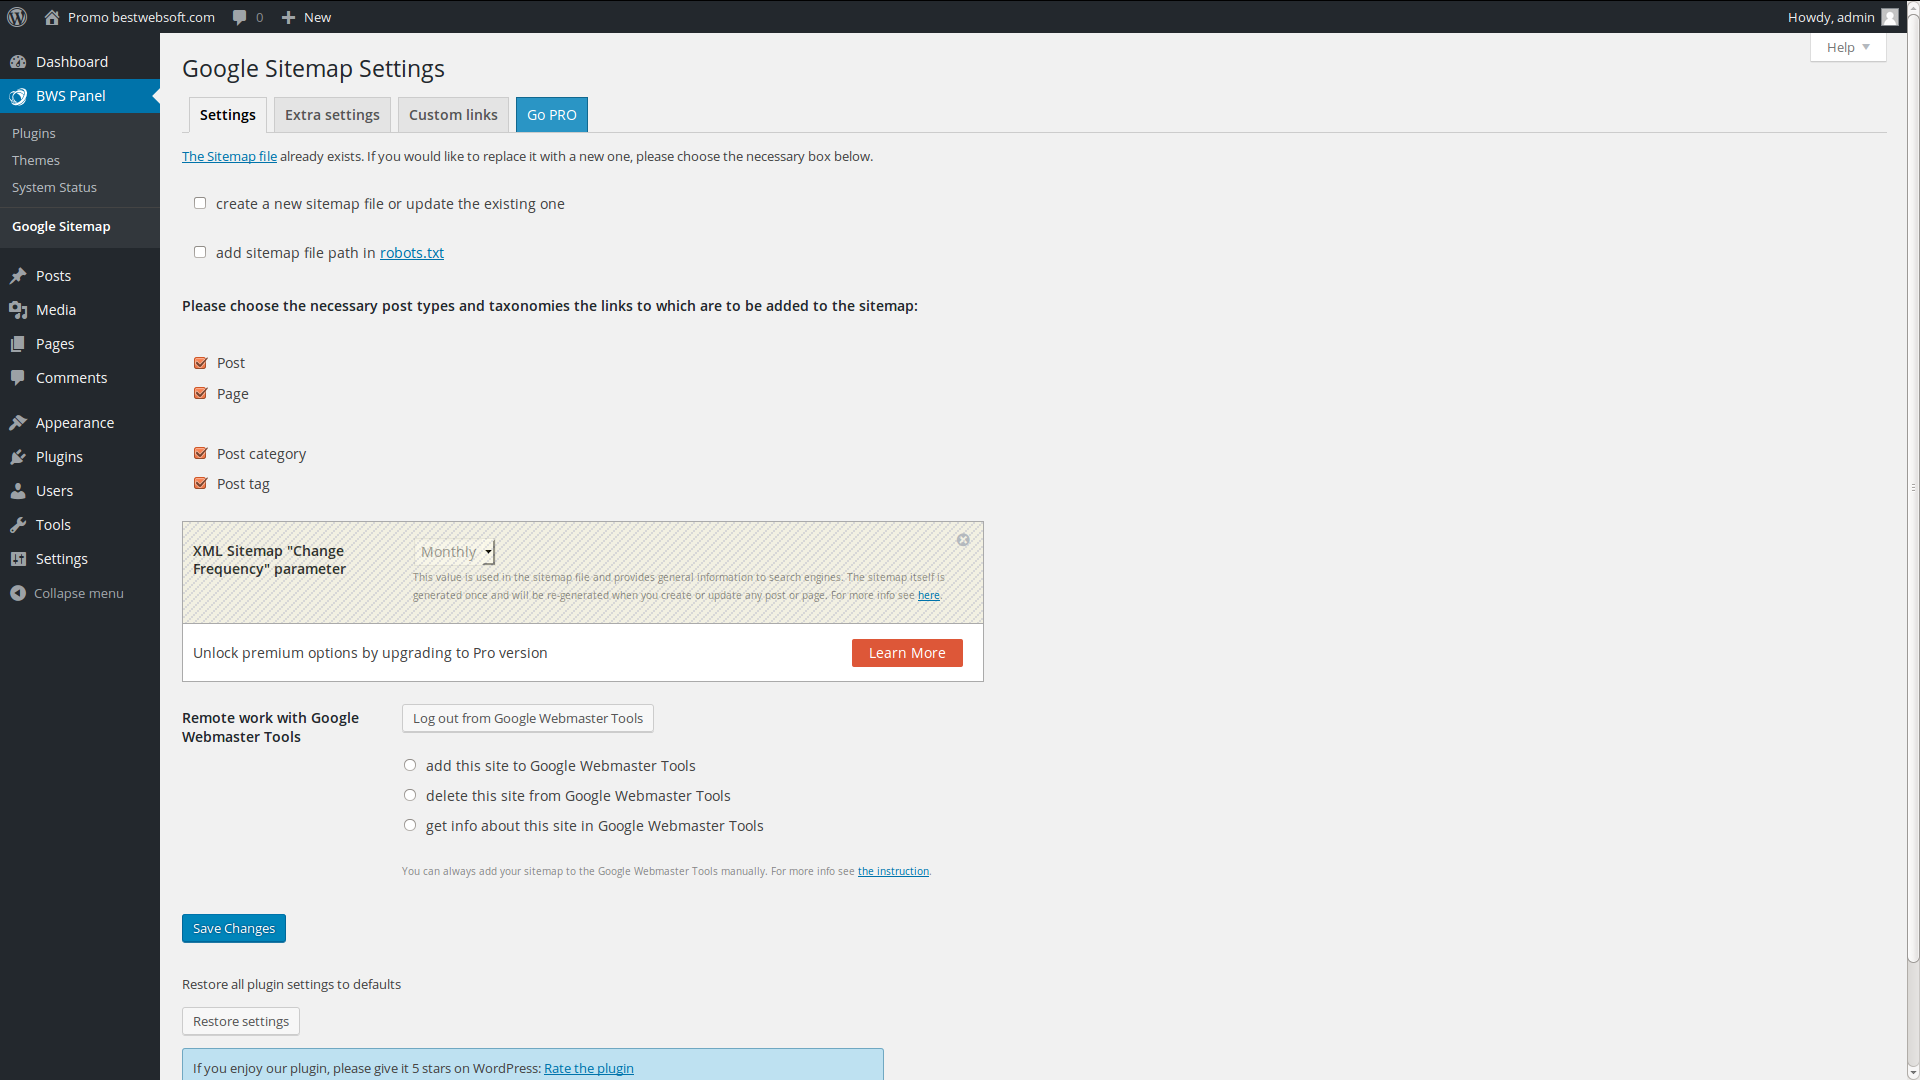 Promo bestwebsoft.com 0 New Howdy, admin
Help
Dashboard
BWS Panel
Plugins
Themes
System Status
Google Sitemap
Posts
Media
Pages
Comments
Appearance
Plugins
Users
Tools
Settings
Collapse menu
Google Sitemap Settings
Settings Extra settings Custom links Go PRO
The Sitemap file already exists. If you would like to replace it with a new one, please choose the necessary box below.
create a new sitemap file or update the existing one
add sitemap file path in robots.txt
Please choose the necessary post types and taxonomies the links to which are to be added to the sitemap:
Post
Page
Post category
Post tag
XML Sitemap "Change
Frequency" parameter
Monthly
This value is used in the sitemap file and provides general information to search engines. The sitemap itself is
generated once and will be re-generated when you create or update any post or page. For more info see here.
Unlock premium options by upgrading to Pro version
Learn More
Remote work with Google
Webmaster Tools
Log out from Google Webmaster Tools
add this site to Google Webmaster Tools
delete this site from Google Webmaster Tools
get info about this site in Google Webmaster Tools
You can always add your sitemap to the Google Webmaster Tools manually. For more info see the instruction.
Save Changes
Restore all plugin settings to defaults
Restore settings
If you enjoy our plugin, please give it 5 stars on WordPress: Rate the plugin